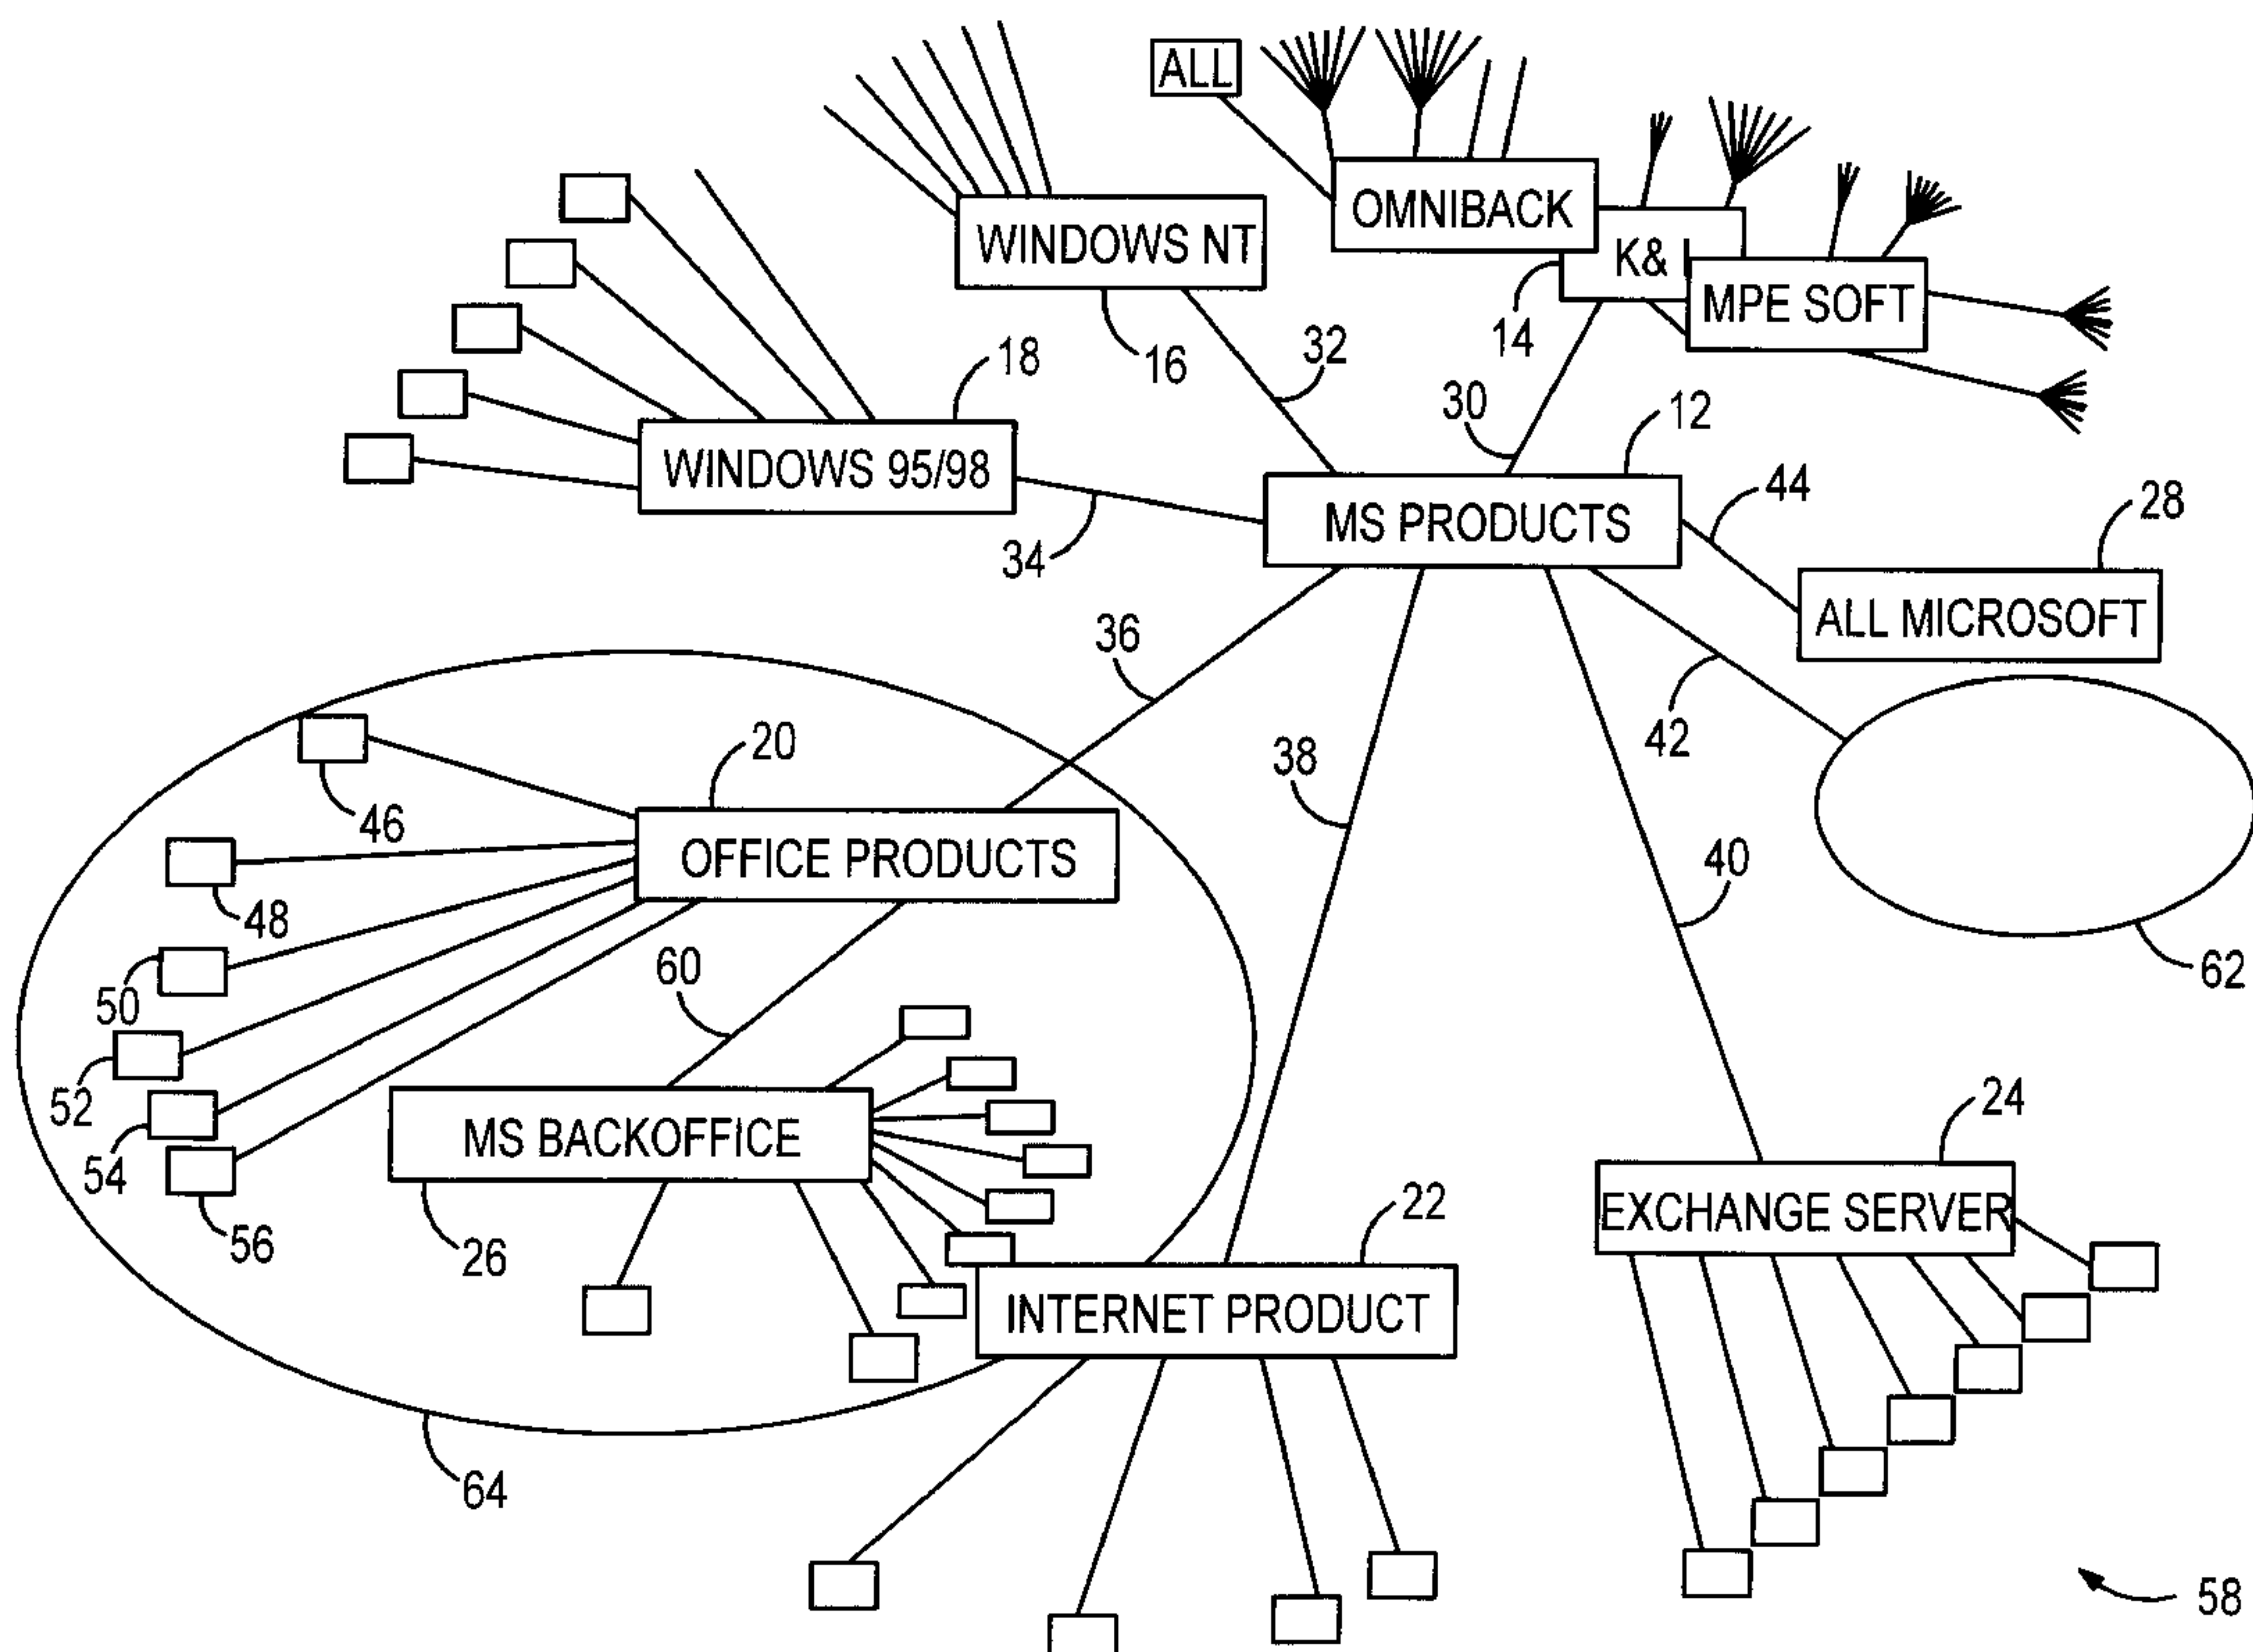 ALL
OMNIBACK
WINDOWS NT
K&
MPE SOFT
14
32
16
18
30
12
WINDOWS 95/98
44
28
MS PRODUCTS
34
ALL MICROSOFT
36
20
42
38
46
OFFICE PRODUCTS
40
48
60
62
50
52
24
MS BACKOFFICE
54
22
EXCHANGE SERVER
56
26
INTERNET PRODUCT
64
58